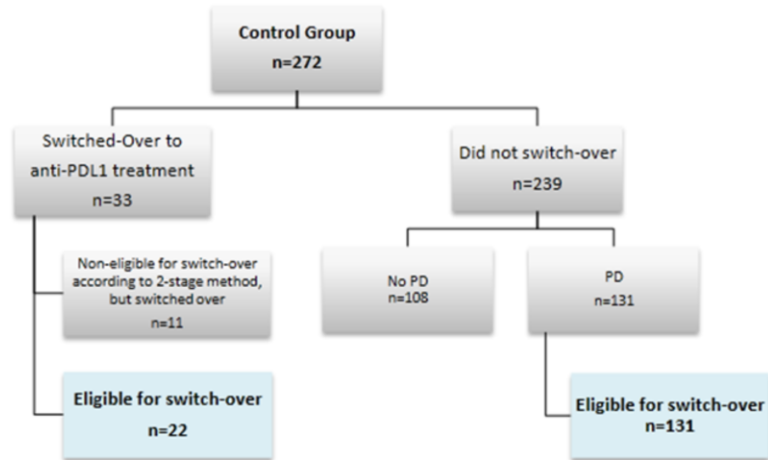 Control Group
n=272
Switched-Over to
anti-PDL1 treatment
n=33
Did not switch-over
n=239
Non-eligible for switch-over
according to 2-stage method,
but switched over
n=11
No PD
n=108
PD
n=131
Eligible for switch-over
n=22
Eligible for switch-over
n=131